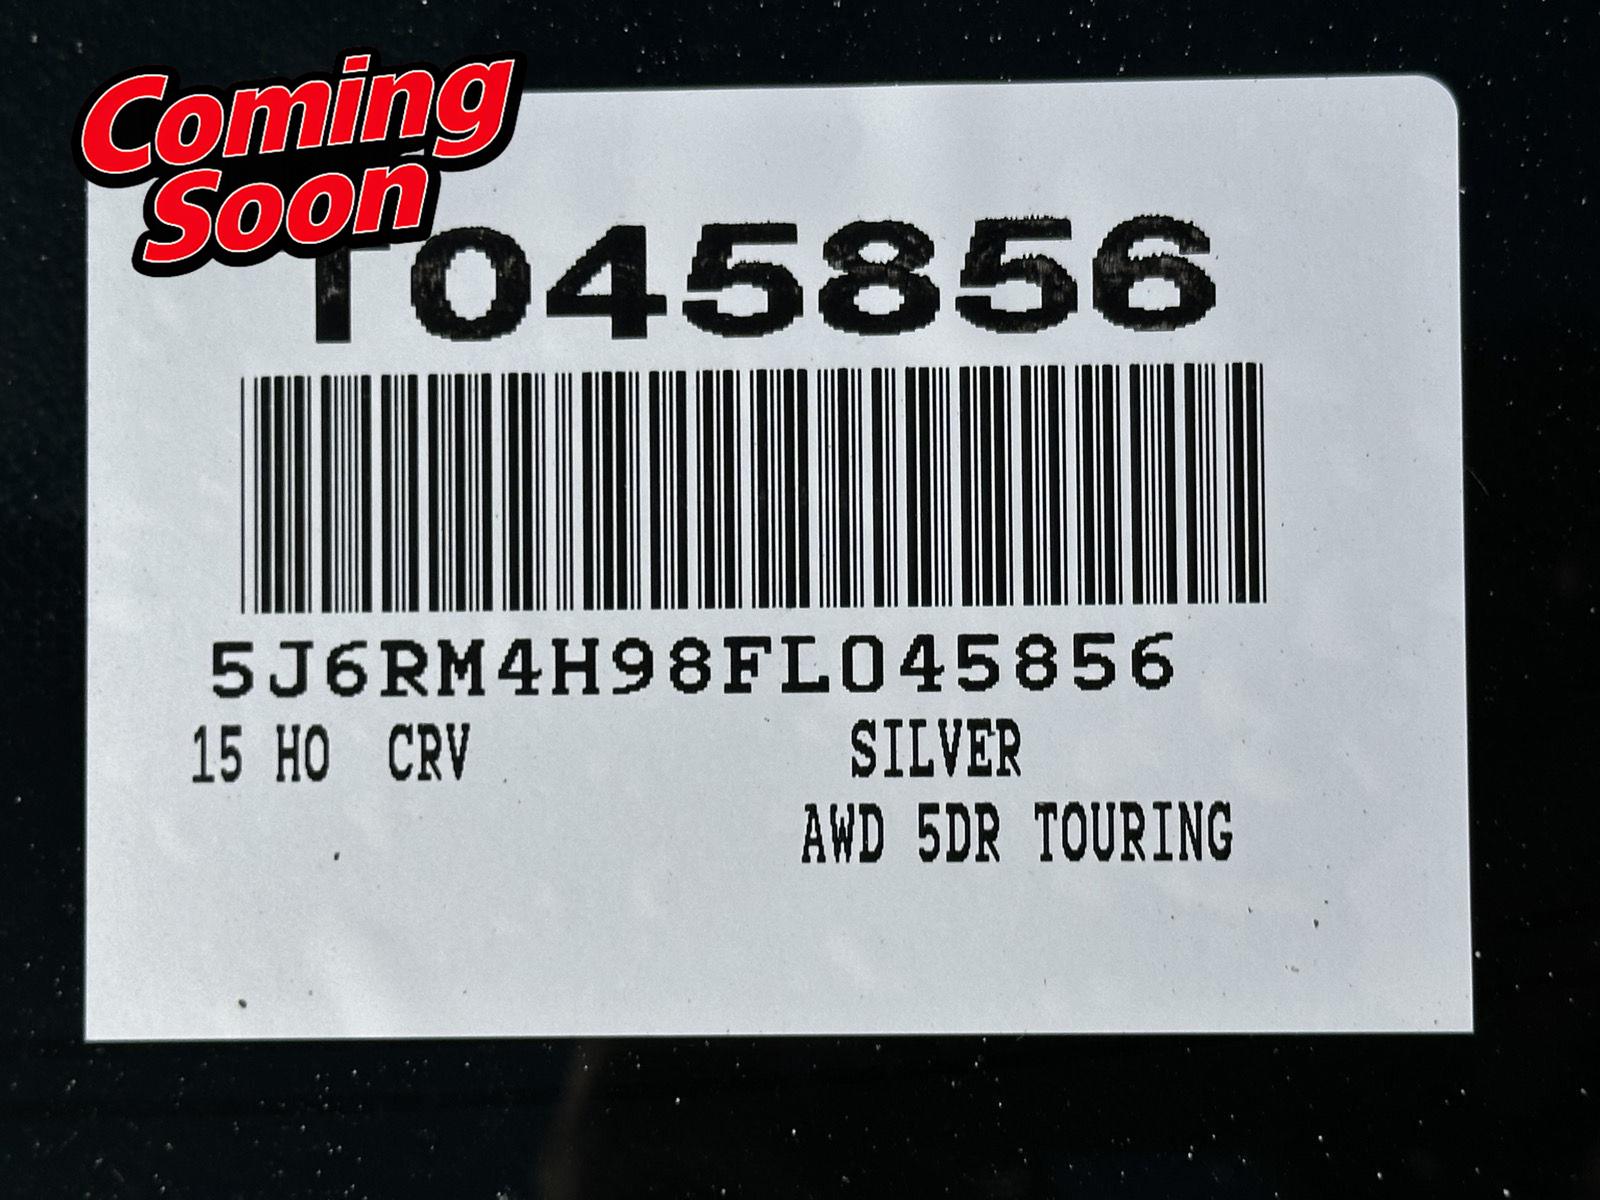 Coming
Soon
T045856
5J6RM4H98FL045856
15 HO CRV SILVER
AWD 5DR TOURING